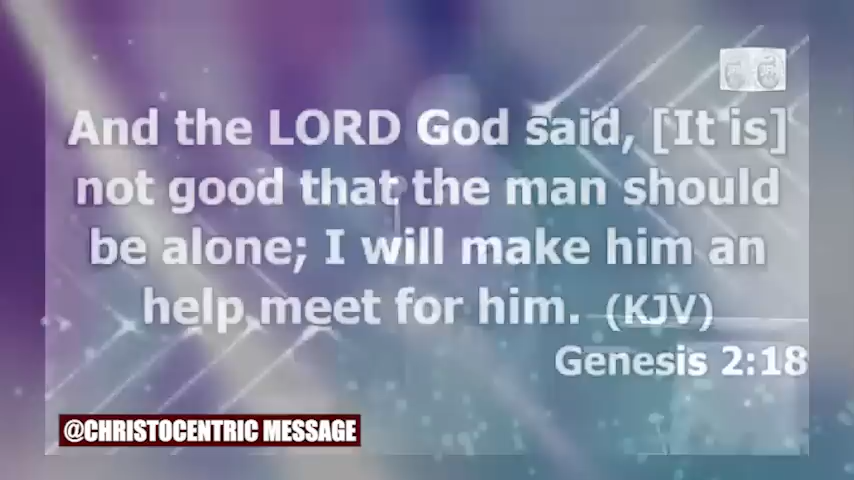 And the LORD God said, [It is]
not good that the man should
be alone; I will make him an
help meet for him. (KJV)
Genesis 2:18
@CHRISTOCENTRIC MESSAGE